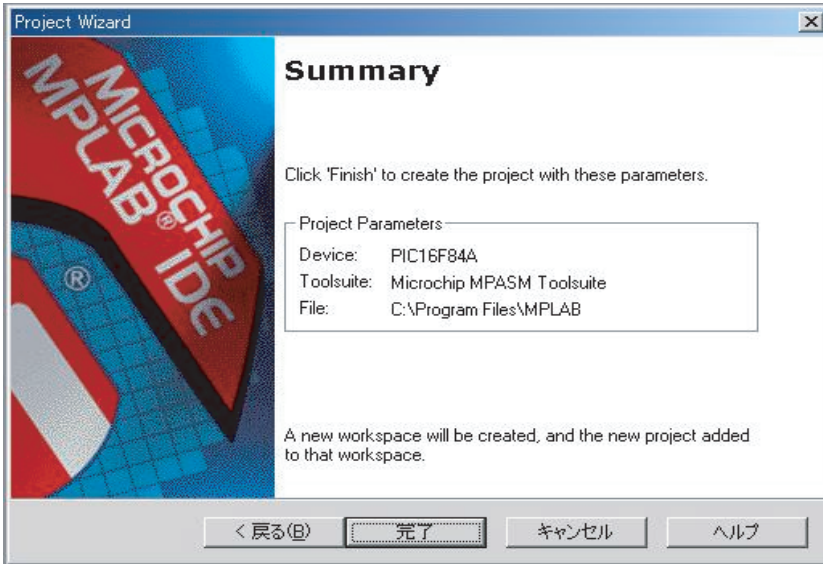 Project Wizard
MICROCHIP
MPLAB® IDE
®
Summary
Click 'Finish' to create the project with these parameters.
Project Parameters
Device: PIC16F84A
Toolsuite: Microchip MPASM Toolsuite
File: C:\Program Files\MPLAB
A new workspace will be created, and the new project added
to that workspace.
< 戻る(B) 完了 キャンセル ヘルプ